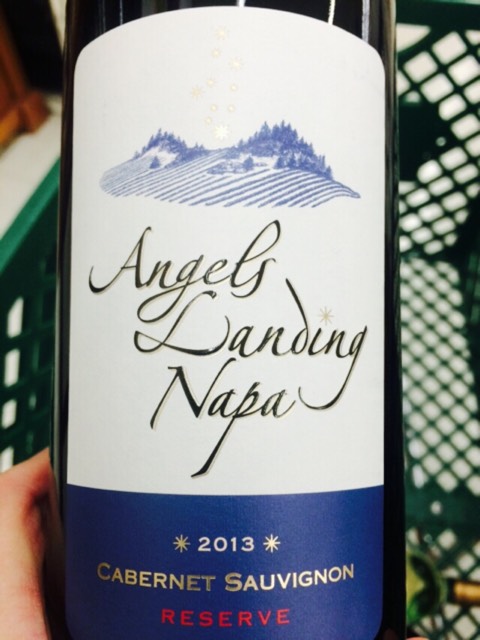 Angels
Landing
Napa
2013
CABERNET SAUVIGNON
RESERVE